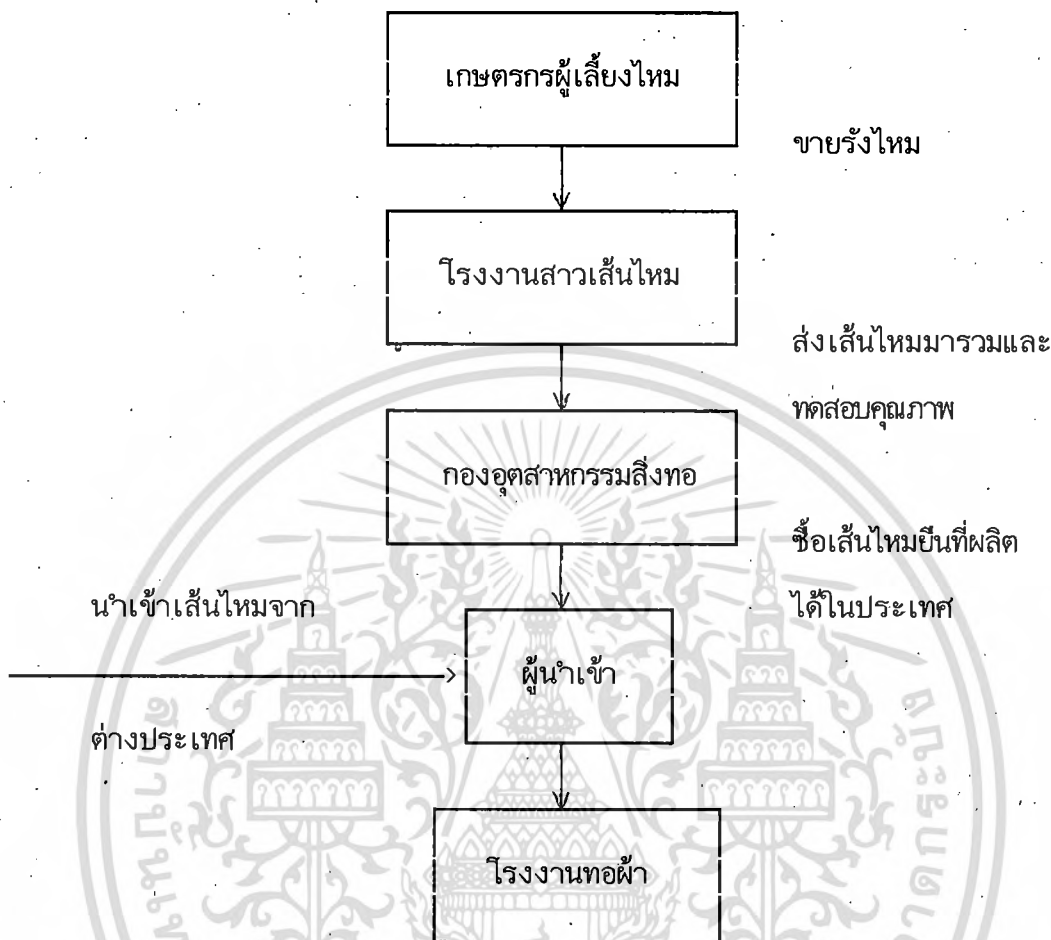 เกษตรกรผู้เลี้ยงไหม
ขายรังไหม
โรงงานสาวเส้นไหม
ส่งเส้นไหมมารวมและ
ทดสอบคุณภาพ
กองอุตสาหกรรมสิ่งทอ
ซื้อเส้นไหมยืนที่ผลิต
ได้ในประเทศ
นำเข้าเส้นไหมจาก
ต่างประเทศ
ผู้นำเข้า
โรงงานทอผ้า